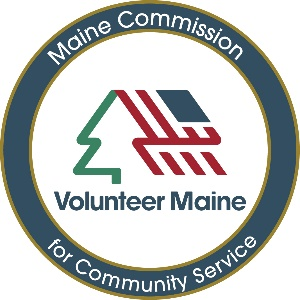 Maine Commission
Volunteer Maine
for Community Service